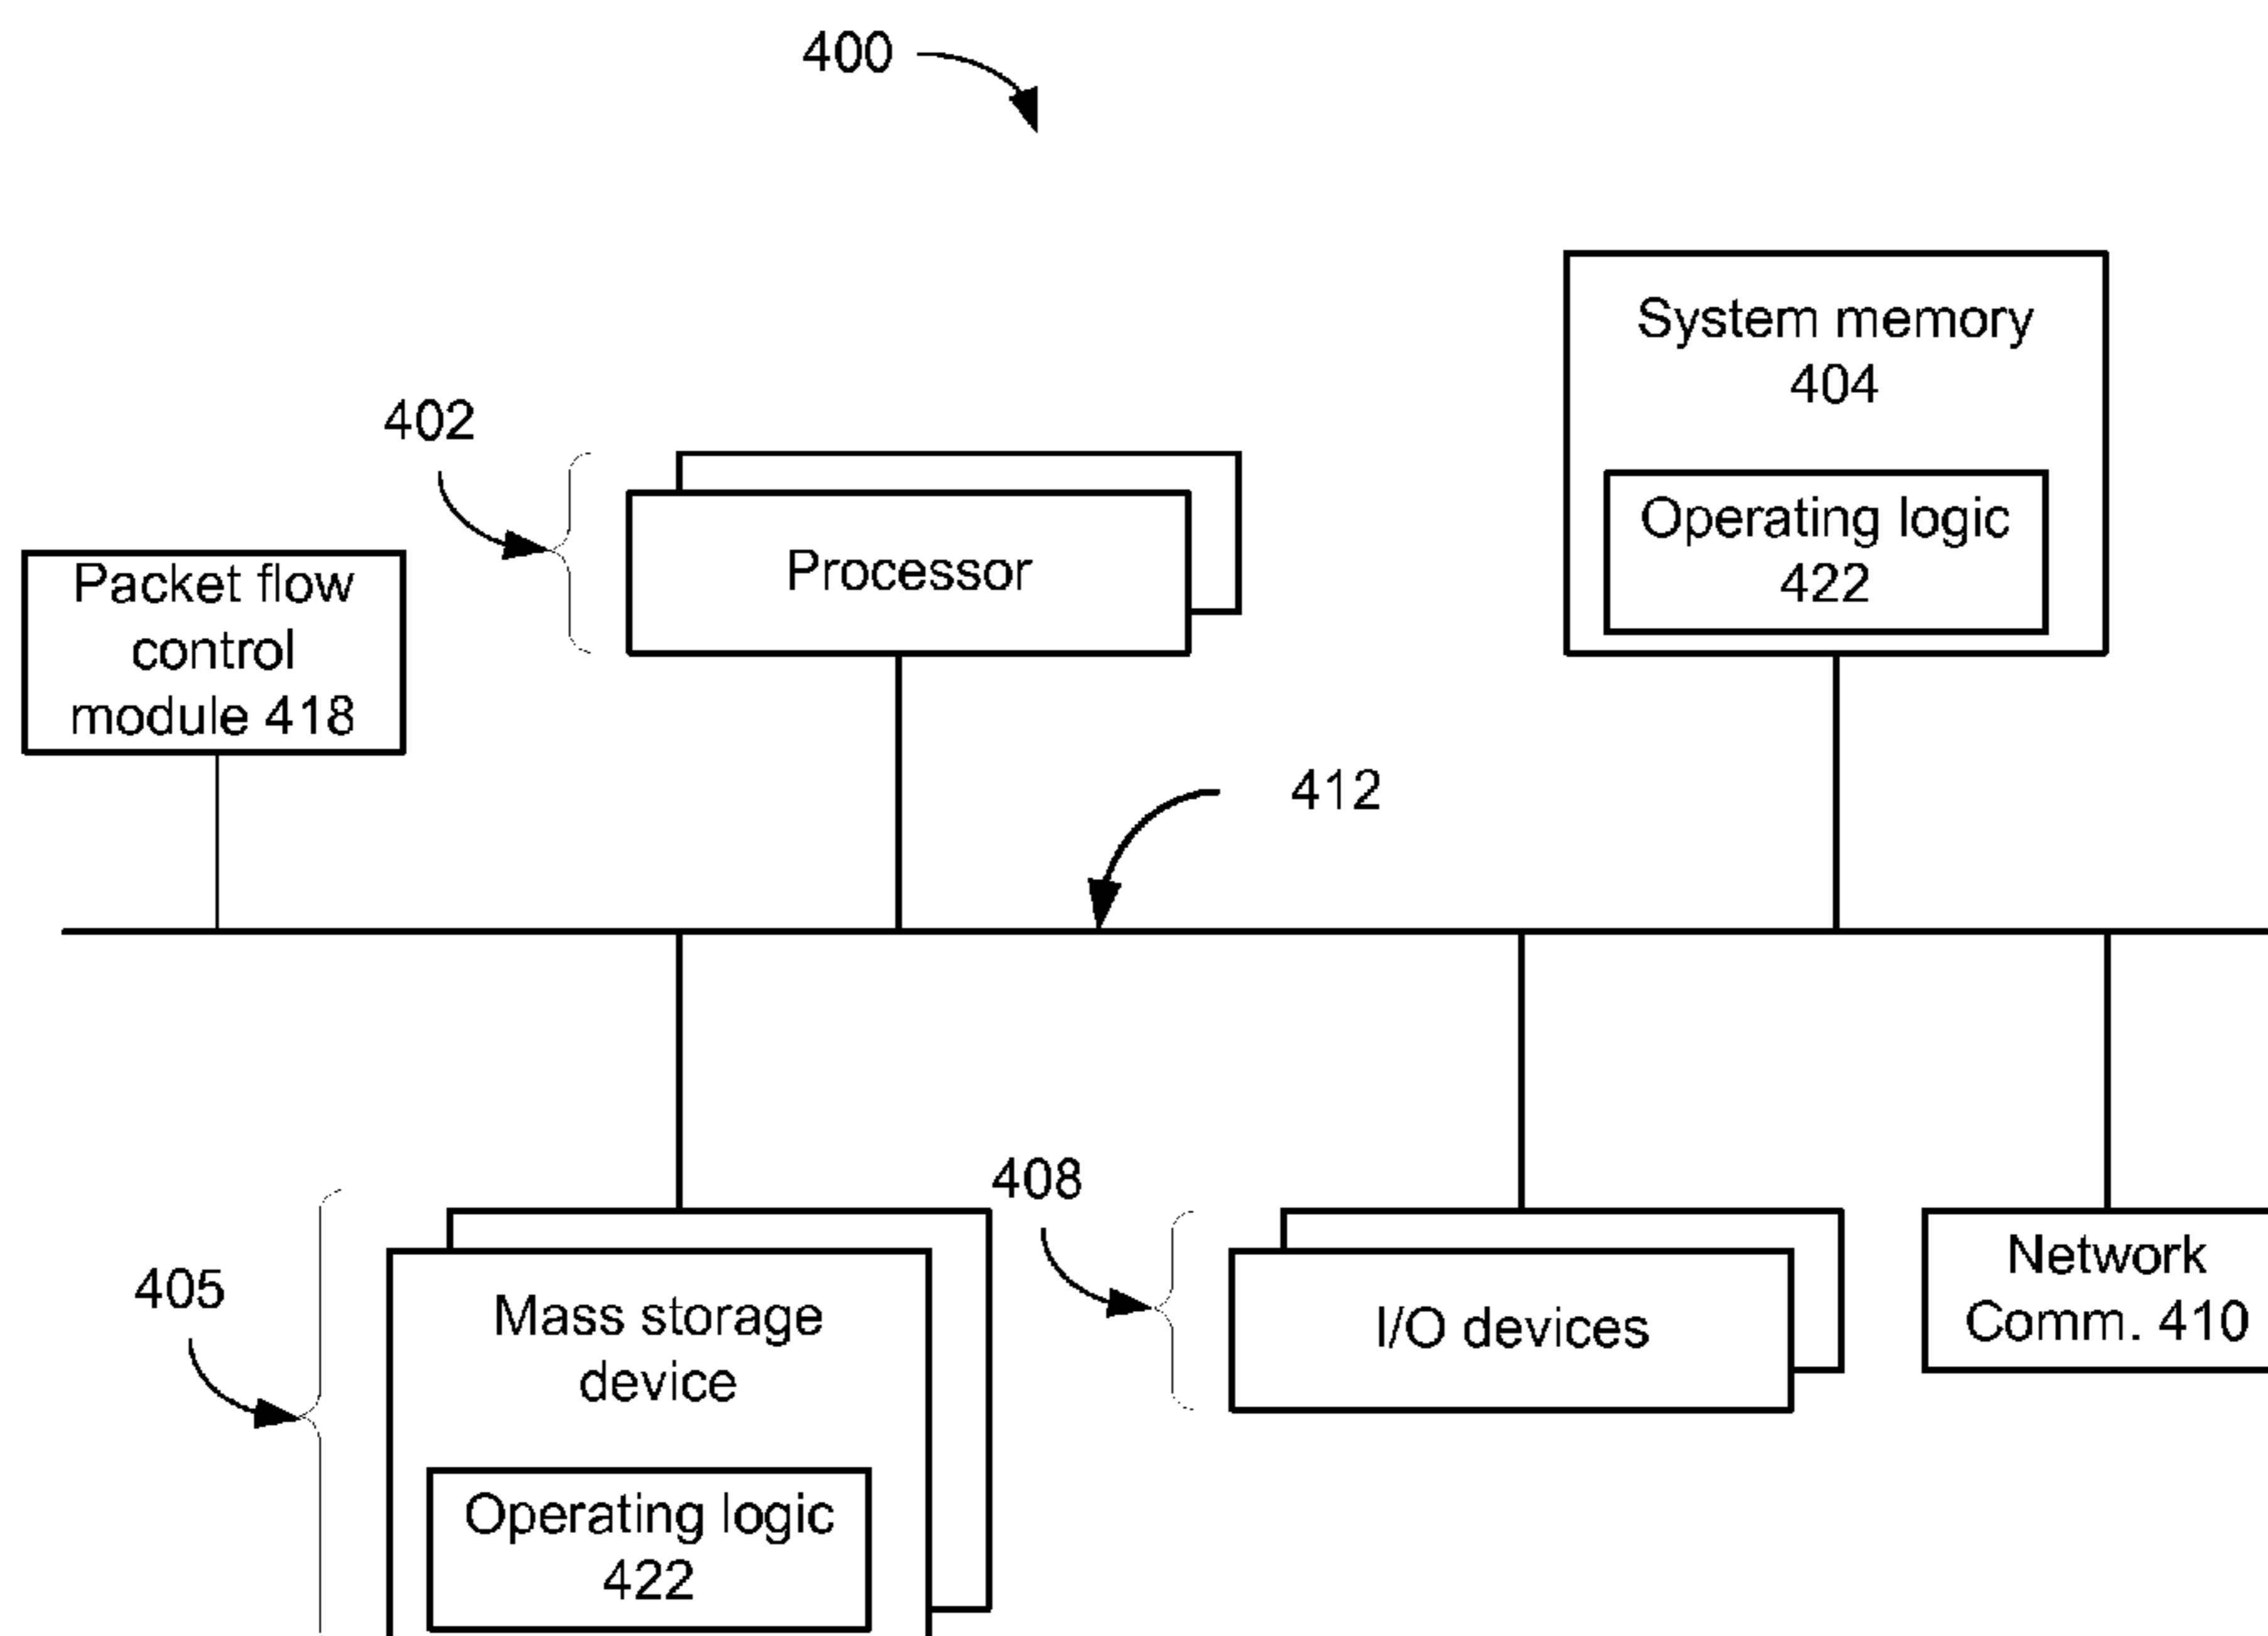 400
System memory
404
402
Operating logic
422
Processor
Packet flow
control
module 418
412
408
405
Mass storage
device
I/O devices
Network
Comm. 410
Operating logic
422